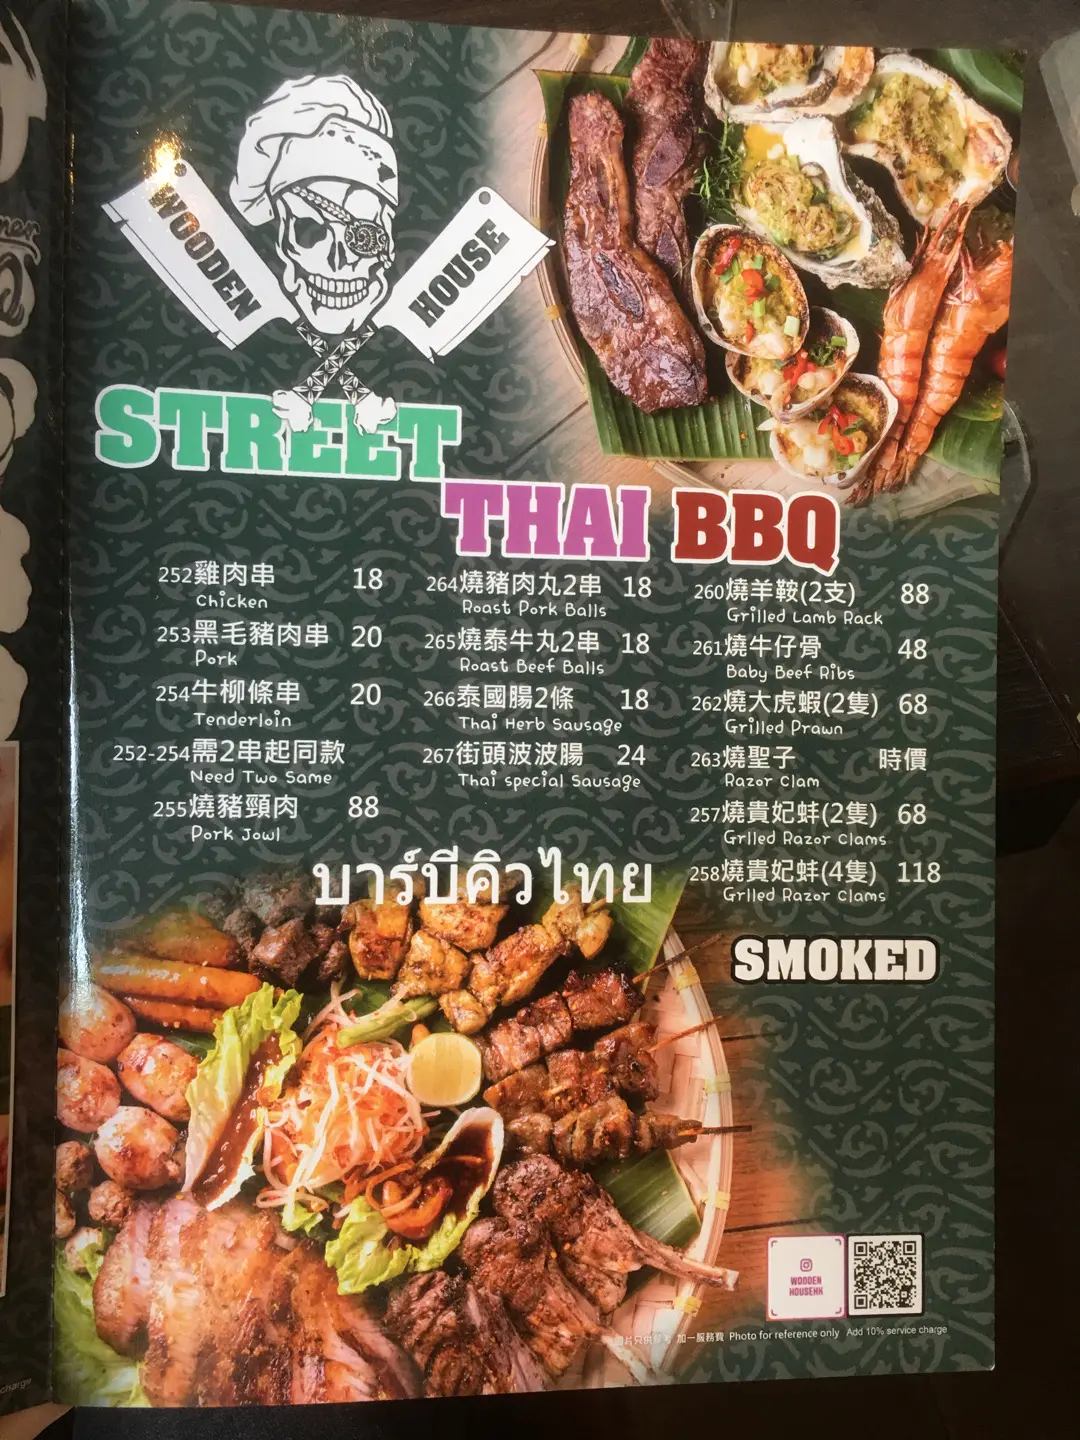 WOODEN
HOUSE
STREET
THAI BBQ
252雞肉串 18
Chicken
253黑毛豬肉串 20
Pork
254牛柳條串 20
Tenderloin
252-254需2串起同款
Need Two Same
255燒豬頸肉 88
Pork Jowl
264燒豬肉丸2串 18
Roast Pork Balls
265燒泰牛丸2串 18
Roast Beef Balls
266泰國腸2條 18
Thai Herb Sausage
267街頭波波腸 24
Thai special Sausage
260燒羊鞍(2支) 88
Grilled Lamb Rack
261燒牛仔骨 48
Baby Beef Ribs
262燒大虎蝦(2隻) 68
Grilled Prawn
263燒聖子 時價
Razor Clam
257燒貴妃蚌(2隻) 68
Grlled Razor Clams
258燒貴妃蚌(4隻) 118
Grlled Razor Clams
บาร์บีคิวไทย
SMOKED
WOODEN
HOUSEHK
加一服務費 Photo for reference only Add 10% service charge
charge